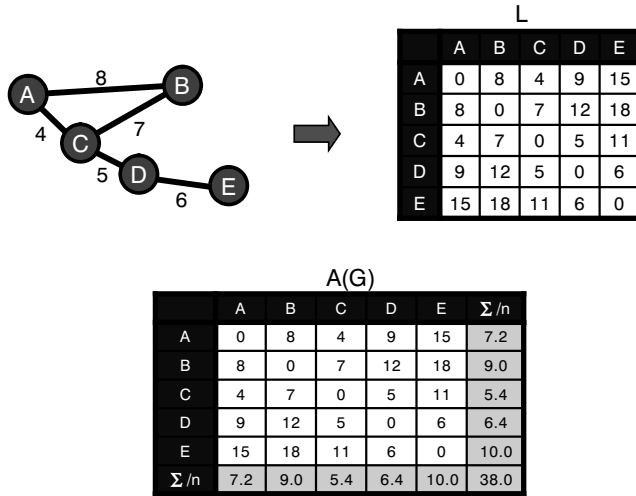 L
A B C D E
A 0 8 4 9 15
B 8 0 7 12 18
C 4 7 0 5 11
D 9 12 5 0 6
E 15 18 11 6 0
A
8
B
4
C
7
5
D
6
E
A(G)
A B C D E Σ/n
A 0 8 4 9 15 7.2
B 8 0 7 12 18 9.0
C 4 7 0 5 11 5.4
D 9 12 5 0 6 6.4
E 15 18 11 6 0 10.0
Σ/n 7.2 9.0 5.4 6.4 10.0 38.0